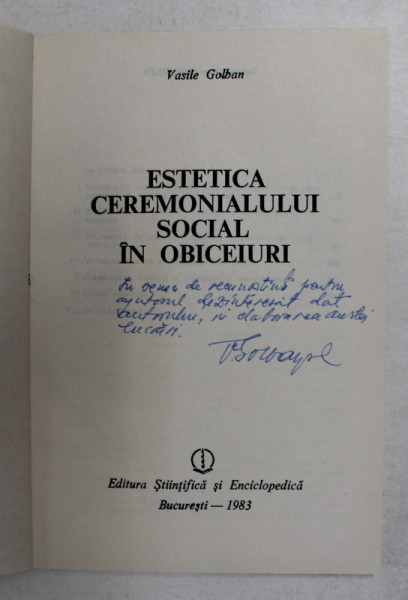 Vasile Golban
ESTETICA
CEREMONIALULUI
SOCIAL
ÎN OBICEIURI
În semn de recunoștință pentru
ajutorul dezinteresat dat
autorului, în elaborarea acestei
lucrări.
Editura Științifică și Enciclopedică
București — 1983